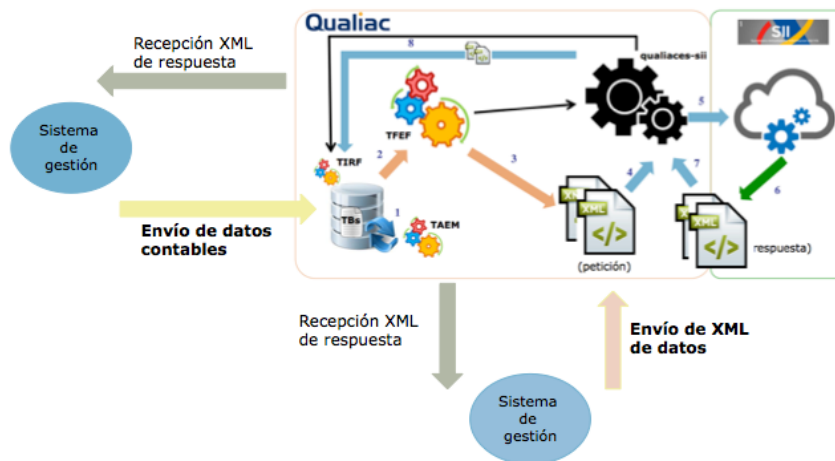 Qualiac
SII
Recepción XML
de respuesta
8
qualiaces-sii
5
Sistema
de
gestión
TFEF
TIRF
2
3
4
7
6
Envío de datos
contables
TBs
1
TAEM
XML
</>
(petición)
XML
</>
respuesta)
Recepción XML
de respuesta
Envío de XML
de datos
Sistema
de
gestión